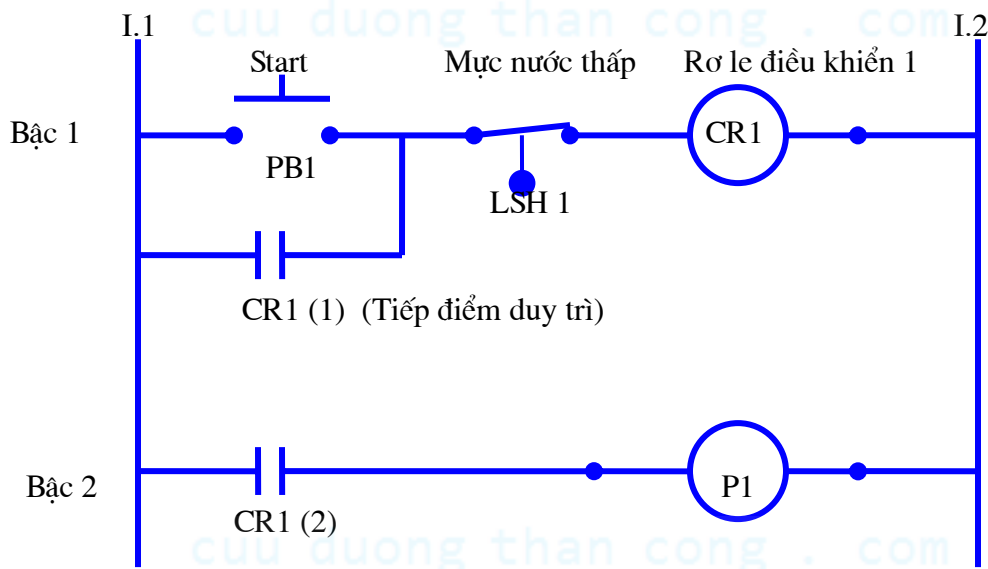 cuu duong than cong . com
I.1
I.2
Start
Mực nước thấp
Rơ le điều khiển 1
Bậc 1
CR1
PB1
LSH 1
CR1 (1) (Tiếp điểm duy trì)
Bậc 2
P1
CR1 (2)
cuu duong than cong . com